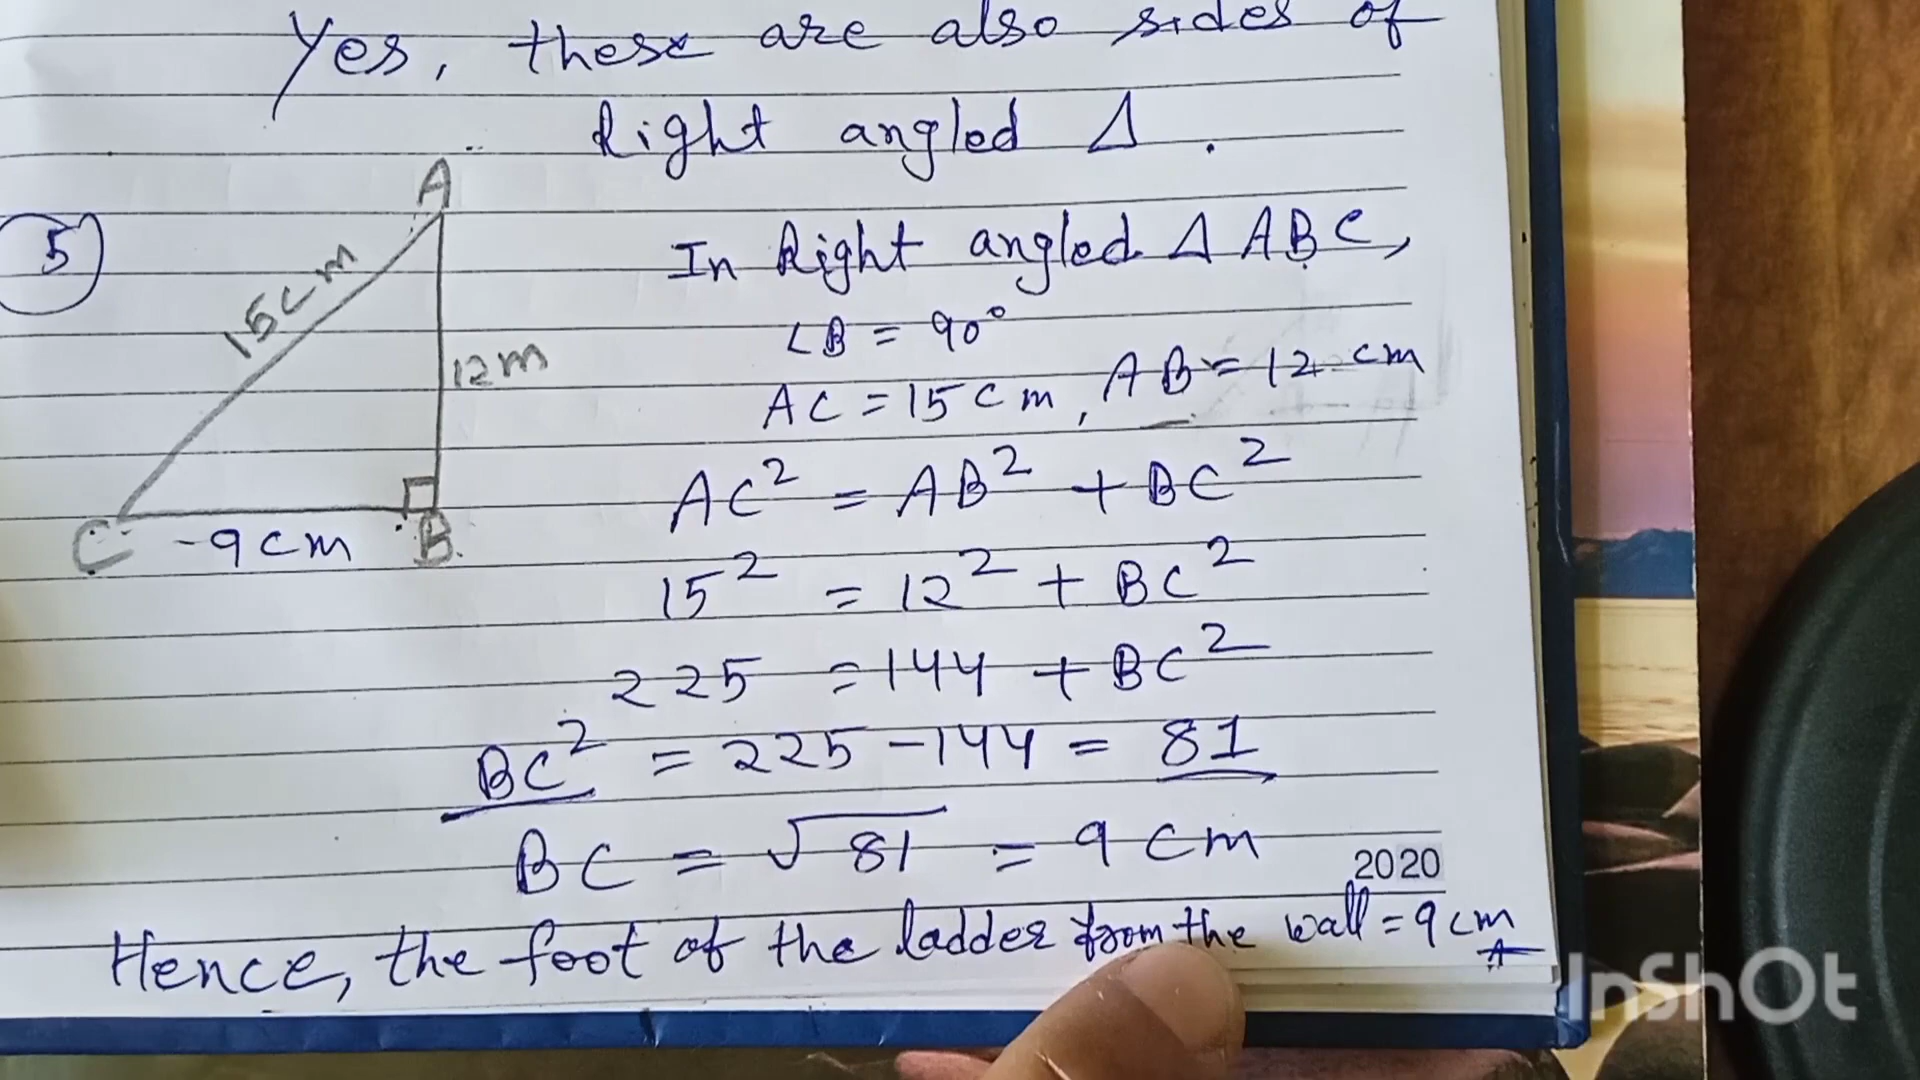 Yes, these are also sides of
Right angled Δ.
5
A
15cm
12m
C
9cm
B
In Right angled Δ ABC,
∠B = 90°
AC = 15cm, AB = 12 cm
AC² = AB² + BC²
15² = 12² + BC²
225 = 144 + BC²
BC² = 225 - 144 = 81
BC = √81 = 9 cm
2020
Hence, the foot of the ladder from the wall = 9cm
InShOt